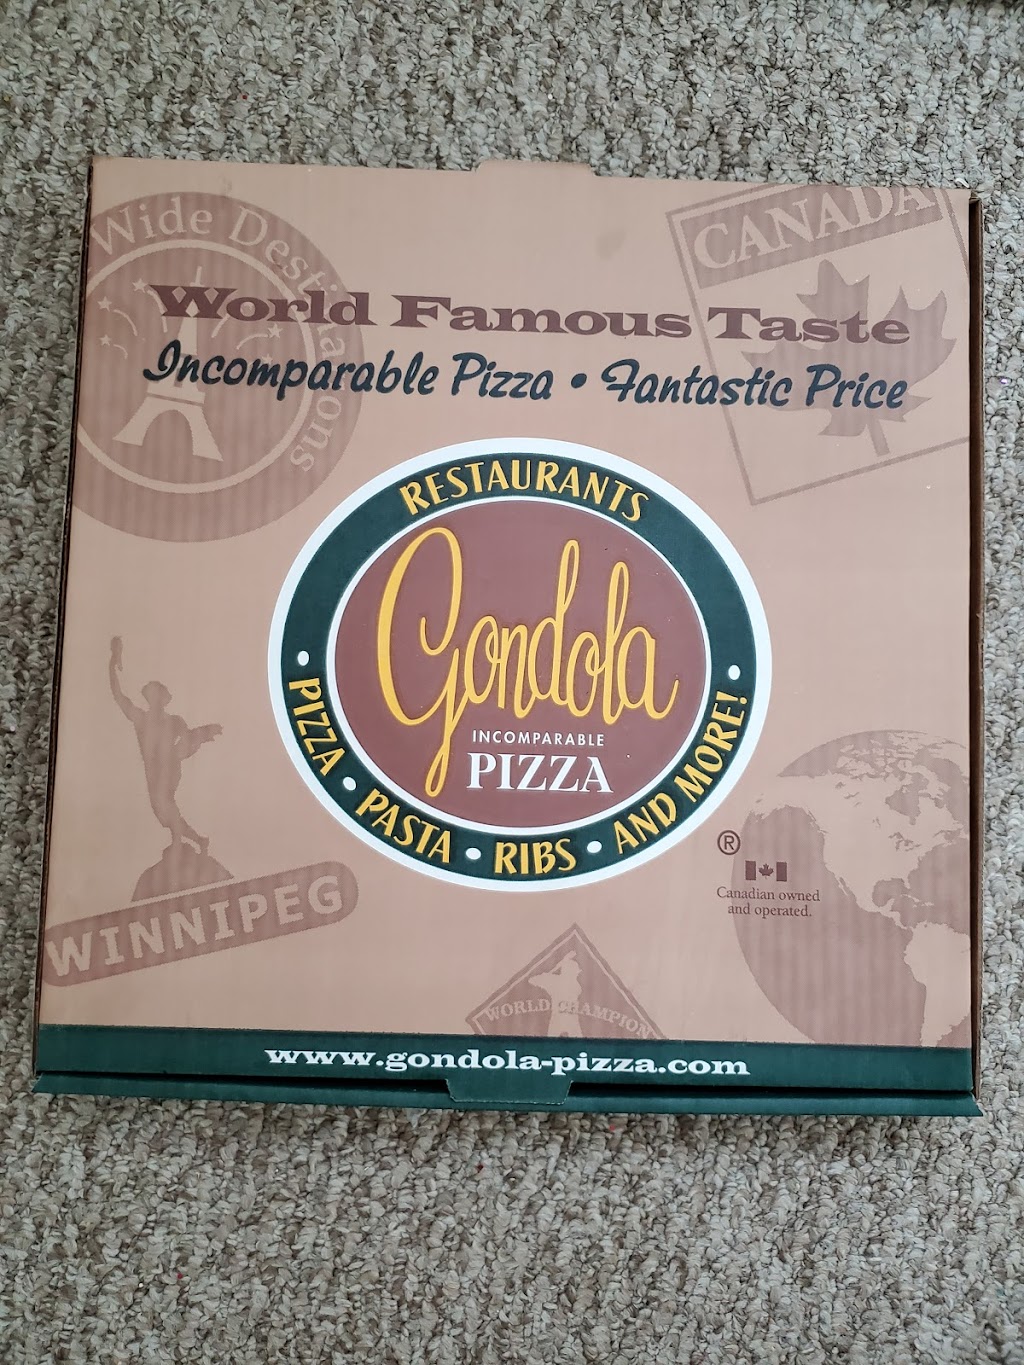 Wide Destinations
CANADA
World Famous Taste
Incomparable Pizza • Fantastic Price
RESTAURANTS
Gondola
INCOMPARABLE
PIZZA
• PIZZA • PASTA • RIBS • AND MORE! •
®
Canadian owned
and operated.
WINNIPEG
WORLD CHAMPION
www.gondola-pizza.com